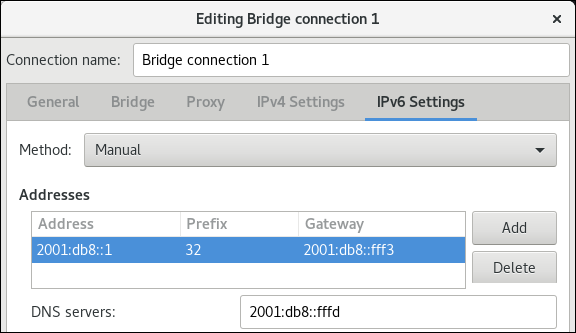 Editing Bridge connection 1 ×
Connection name: Bridge connection 1
General Bridge Proxy IPv4 Settings IPv6 Settings
Method: Manual
Addresses
Address Prefix Gateway Add
2001:db8::1 32 2001:db8::fff3
Delete
DNS servers: 2001:db8::fffd